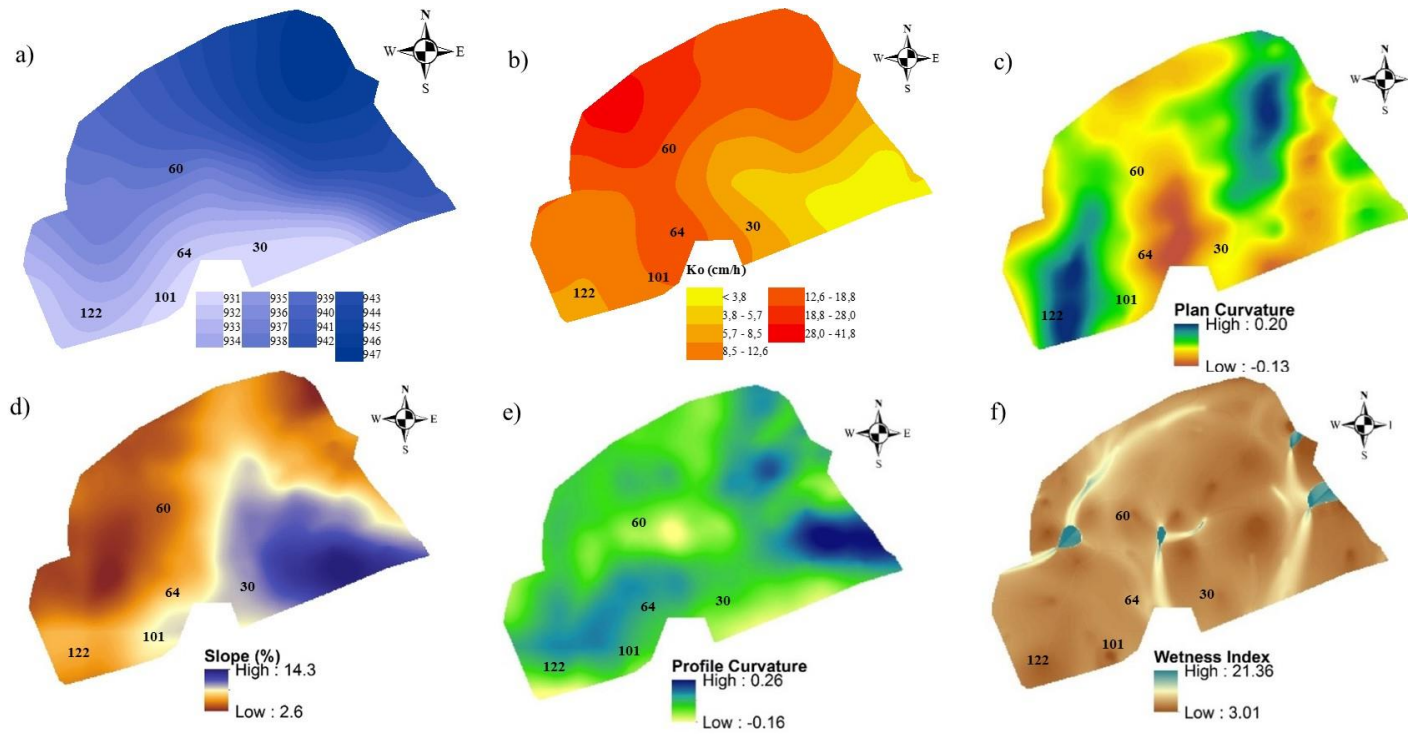 a)
N
W E
S
60
64
30
101
122
931 935 939 943
932 936 940 944
933 937 941 945
934 938 942 946
947
b)
N
W E
S
60
64
30
101
122
Ko (cm/h)
< 3,8 12,6 - 18,8
3,8 - 5,7 18,8 - 28,0
5,7 - 8,5 28,0 - 41,8
8,5 - 12,6
c)
N
W E
S
60
64
30
101
122
Plan Curvature
High : 0.20
Low : -0.13
d)
N
W E
S
60
64
30
101
122
Slope (%)
High : 14.3
Low : 2.6
e)
N
W E
S
60
64
30
101
122
Profile Curvature
High : 0.26
Low : -0.16
f)
N
W
S
60
64
30
101
122
Wetness Index
High : 21.36
Low : 3.01